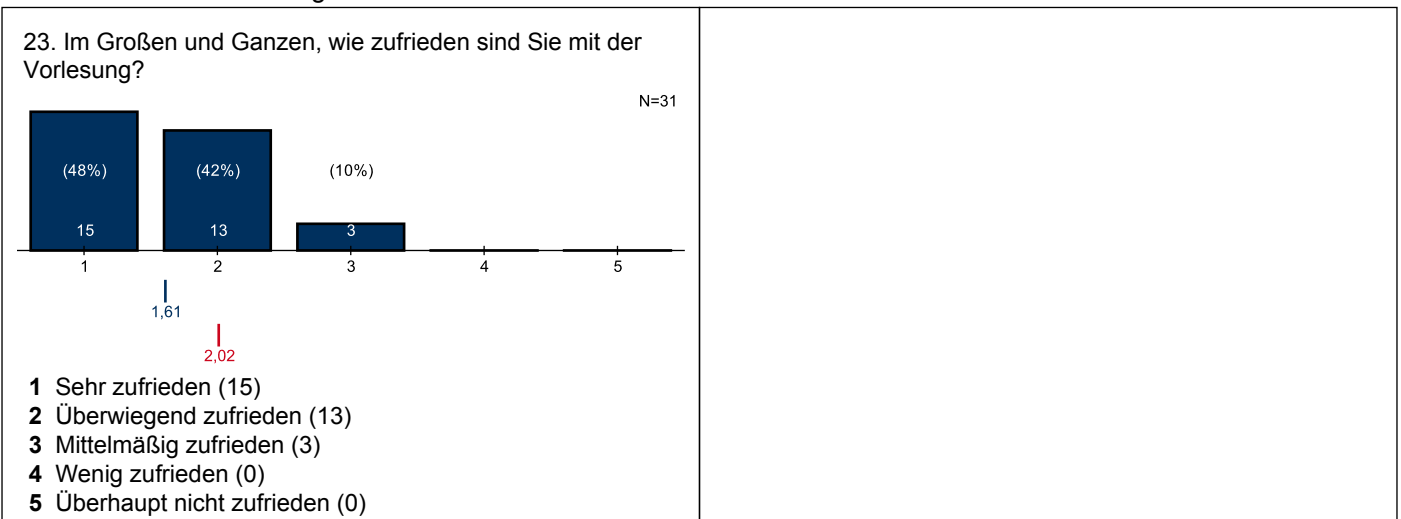 23. Im Großen und Ganzen, wie zufrieden sind Sie mit der
Vorlesung?
N=31
(48%) (42%) (10%)
15 13 3
1 2 3 4 5
1,61
2,02
1 Sehr zufrieden (15)
2 Überwiegend zufrieden (13)
3 Mittelmäßig zufrieden (3)
4 Wenig zufrieden (0)
5 Überhaupt nicht zufrieden (0)